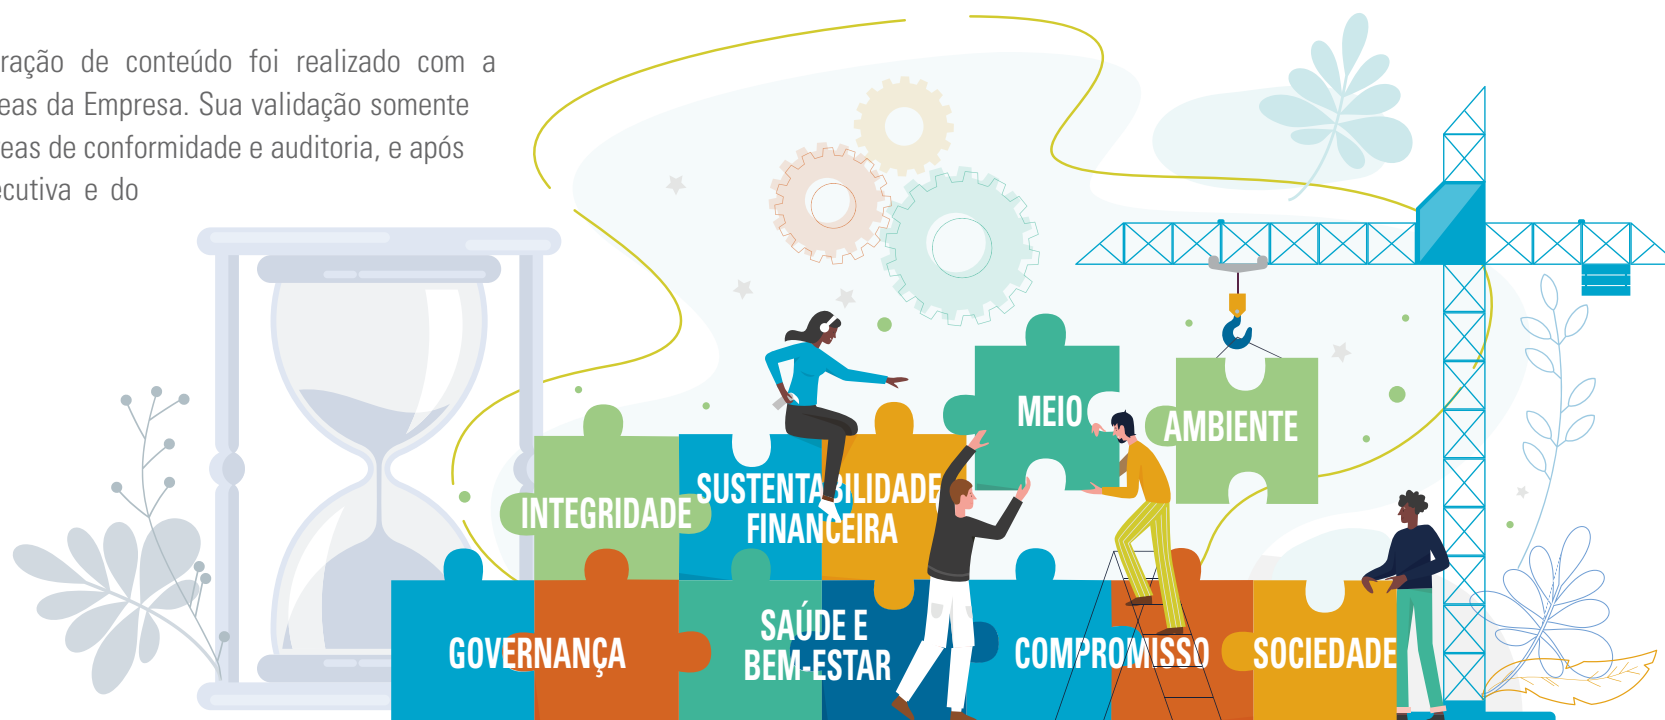 ração de conteúdo foi realizado com a
eas da Empresa. Sua validação somente
eas de conformidade e auditoria, e após
ecutiva e do
MEIO
AMBIENTE
INTEGRIDADE
SUSTENTABILIDADE
FINANCEIRA
GOVERNANÇA
SAÚDE E
BEM-ESTAR
COMPROMISSO
SOCIEDADE